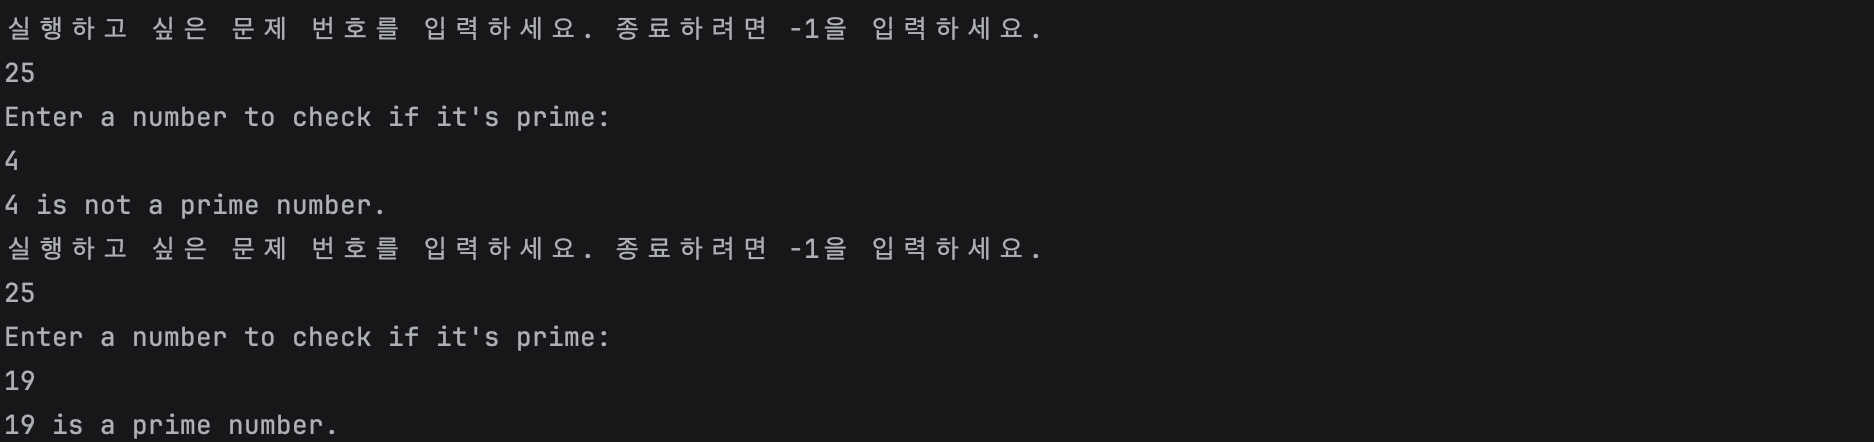 실행하고 싶은 문제 번호를 입력하세요. 종료하려면 -1을 입력하세요.
25
Enter a number to check if it's prime:
4
4 is not a prime number.
실행하고 싶은 문제 번호를 입력하세요. 종료하려면 -1을 입력하세요.
25
Enter a number to check if it's prime:
19
19 is a prime number.